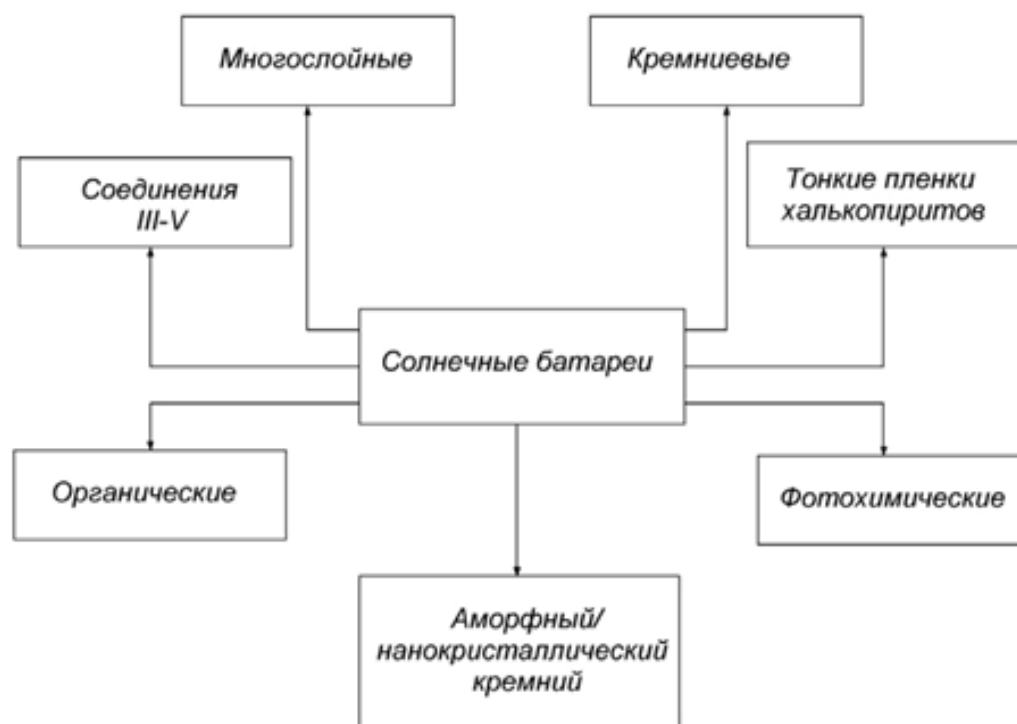 Многослойные
Кремниевые
Соединения
III-V
Тонкие пленки
халькопиритов
Солнечные батареи
Органические
Фотохимические
Аморфный/
нанокристаллический
кремний